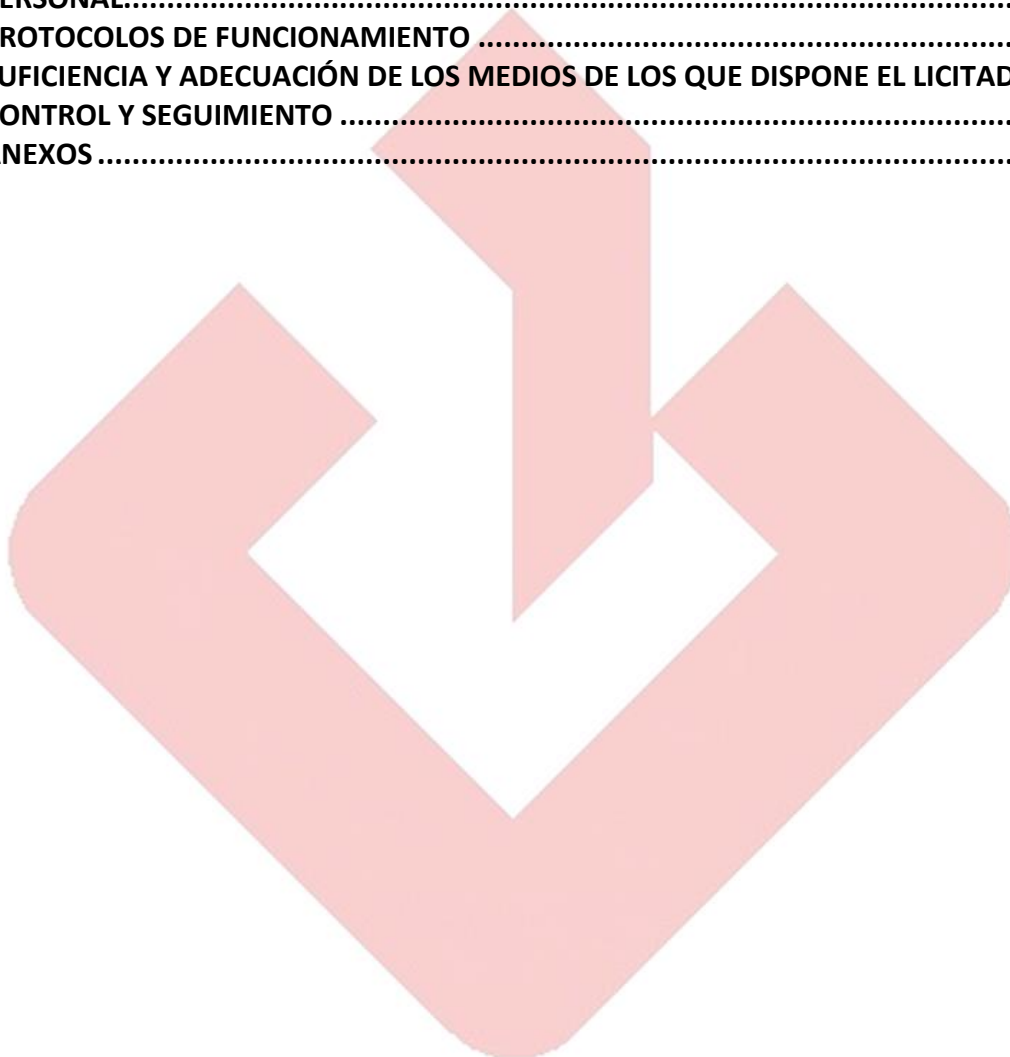 ERSONAL..........................................................................................................
ROTOCOLOS DE FUNCIONAMIENTO ................................................................
UFICIENCIA Y ADECUACIÓN DE LOS MEDIOS DE LOS QUE DISPONE EL LICITAD
ONTROL Y SEGUIMIENTO .................................................................................
NEXOS ............................................................................................................